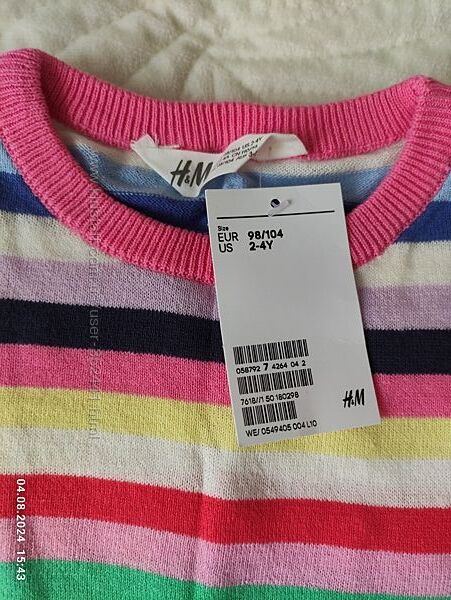 H&M
Size
EUR 98/104
US 2-4Y
058792 7 4264 04 2
7618//1 50 180298
WE/ 0549405 004 L10
H&M
04.08.2024 15:43